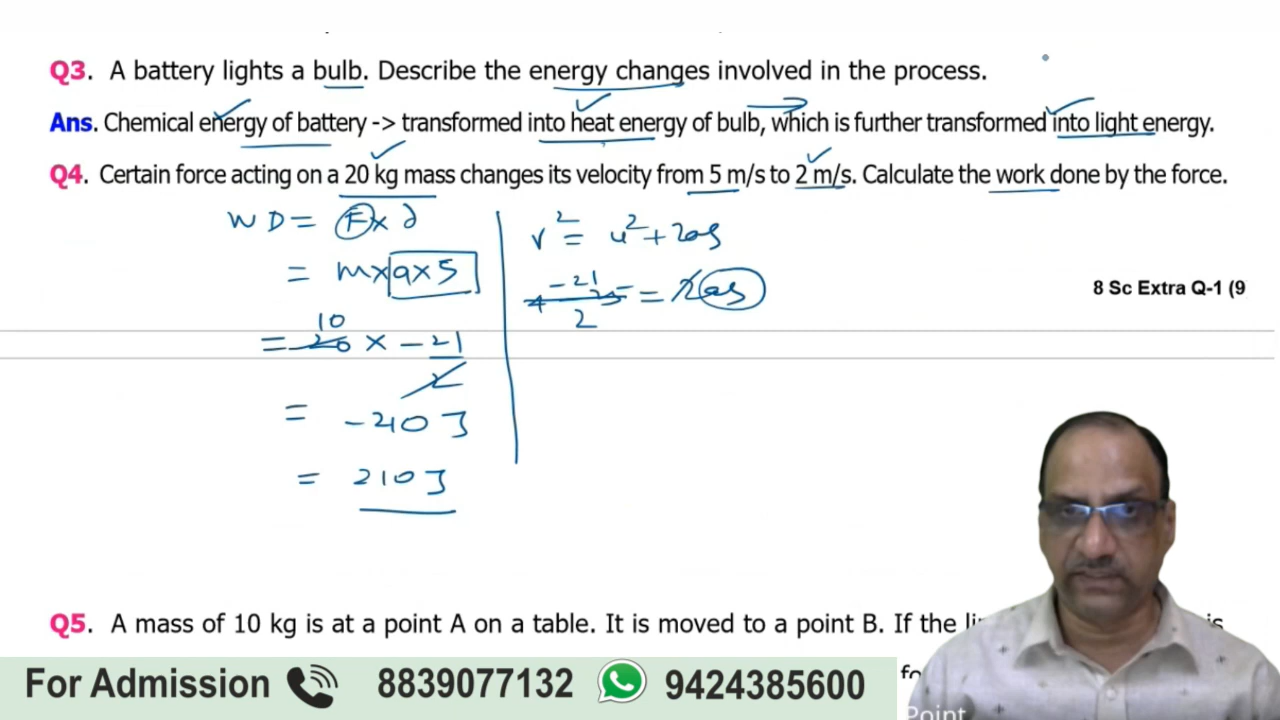 Q3. A battery lights a bulb. Describe the energy changes involved in the process.
Ans. Chemical energy of battery -> transformed into heat energy of bulb, which is further transformed into light energy.
Q4. Certain force acting on a 20 kg mass changes its velocity from 5 m/s to 2 m/s. Calculate the work done by the force.
W D = F x d
= m x a x S
= 20 10 x -21/2
= -210 J
= 210 J
v² = u² + 2as
-21/2 = as
8 Sc Extra Q-1 (9
Q5. A mass of 10 kg is at a point A on a table. It is moved to a point B. If the
For Admission 8839077132 9424385600
Point